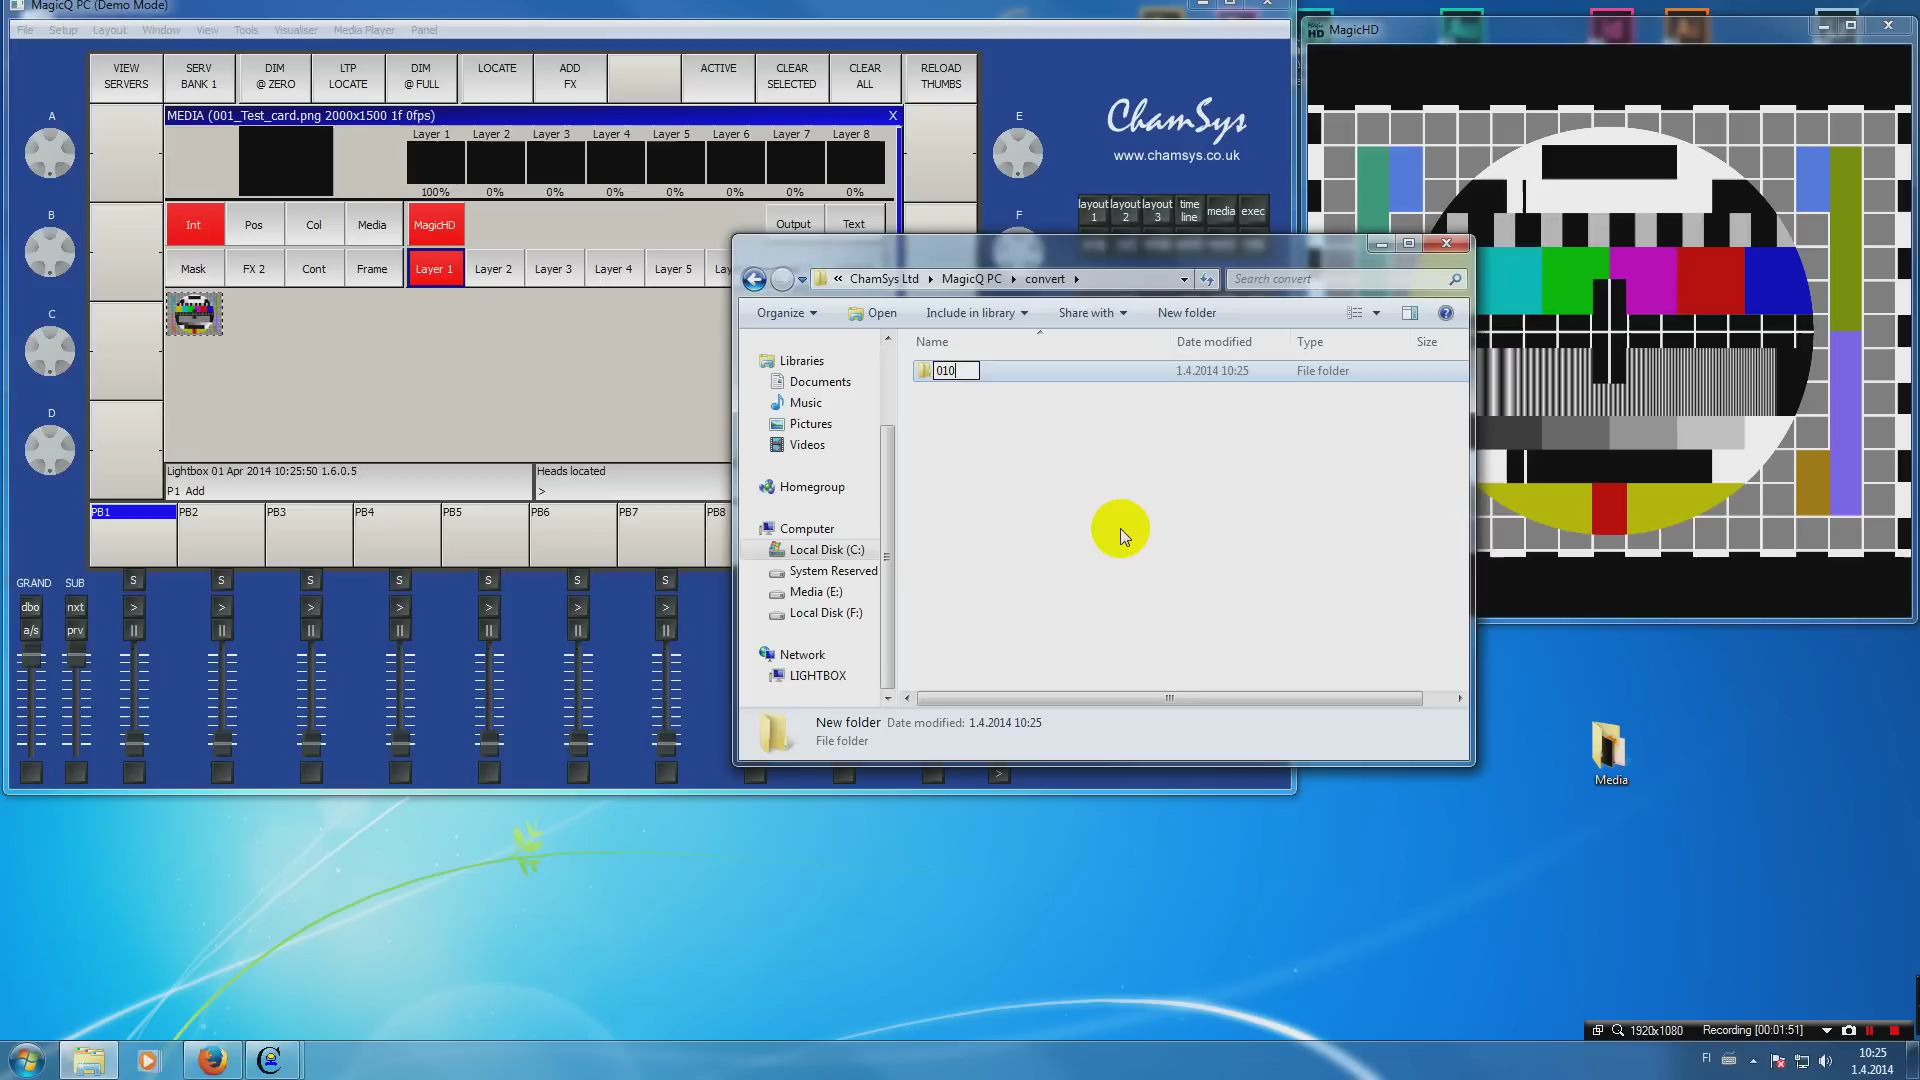 MagicQ PC (Demo Mode)
File Setup Layout Window View Tools Visualiser Media Player Panel
VIEW SERVERS
SERV BANK 1
DIM @ ZERO
LTP LOCATE
DIM @ FULL
LOCATE
ADD FX
ACTIVE
CLEAR SELECTED
CLEAR ALL
RELOAD THUMBS
MEDIA (001_Test_card.png 2000x1500 1f 0fps) X
Layer 1 Layer 2 Layer 3 Layer 4 Layer 5 Layer 6 Layer 7 Layer 8
100% 0% 0% 0% 0% 0% 0% 0%
Int Pos Col Media MagicHD Output Text
Mask FX 2 Cont Frame Layer 1 Layer 2 Layer 3 Layer 4 Layer 5
A
B
C
D
E
F
ChamSys
www.chamsys.co.uk
layout 1
layout 2
layout 3
time line
media
exec
Lightbox 01 Apr 2014 10:25:50 1.6.0.5
P1 Add
Heads located
>
PB1 PB2 PB3 PB4 PB5 PB6 PB7 PB8
GRAND SUB
S S S S S S S
dbo nxt > > > > > > >
a/s prv || || || || || || ||
>
MagicHD
« ChamSys Ltd MagicQ PC convert
Search convert
Organize Open Include in library Share with New folder
Name Date modified Type Size
010 1.4.2014 10:25 File folder
Libraries
Documents
Music
Pictures
Videos
Homegroup
Computer
Local Disk (C:)
System Reserved
Media (E:)
Local Disk (F:)
Network
LIGHTBOX
New folder Date modified: 1.4.2014 10:25
File folder
Media
1920x1080 Recording [00:01:51]
FI
10:25
1.4.2014